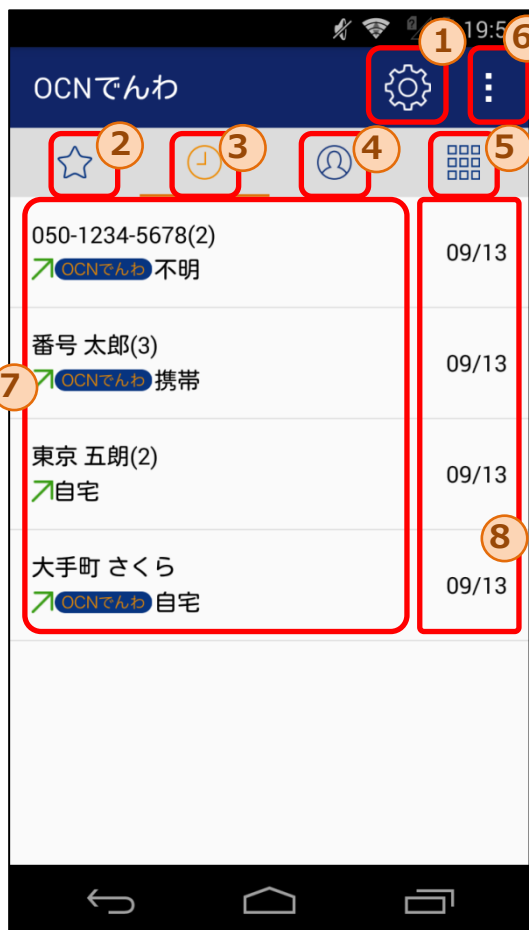 19:5
1
6
OCNでんわ
2
3
4
5
050-1234-5678(2)
OCNでんわ 不明
09/13
番号 太郎(3)
OCNでんわ 携帯
09/13
7
東京 五朗(2)
自宅
09/13
8
大手町 さくら
OCNでんわ 自宅
09/13